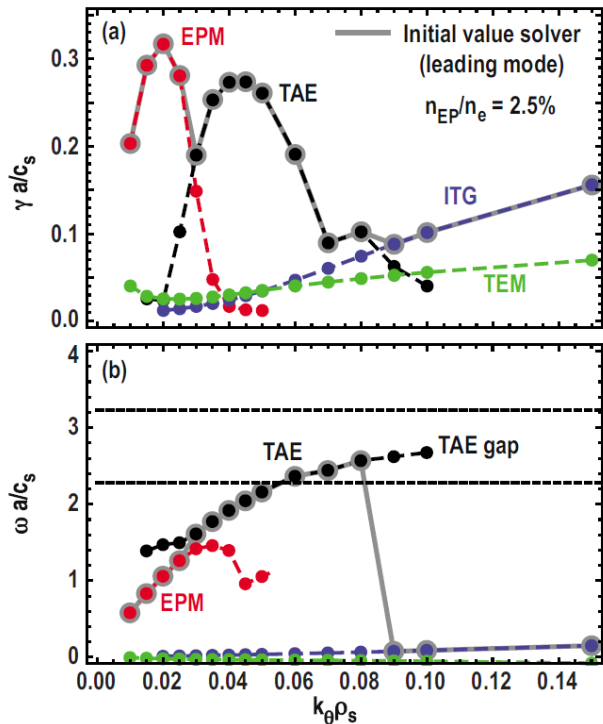 (a)
EPM
Initial value solver
(leading mode)
n_EP/n_e = 2.5%
TAE
ITG
TEM
γ a/c_s
0.3
0.2
0.1
0.0
(b)
TAE
TAE gap
EPM
ω a/c_s
4
3
2
1
0
0.00 0.02 0.04 0.06 0.08 0.10 0.12 0.14
k_θρ_s